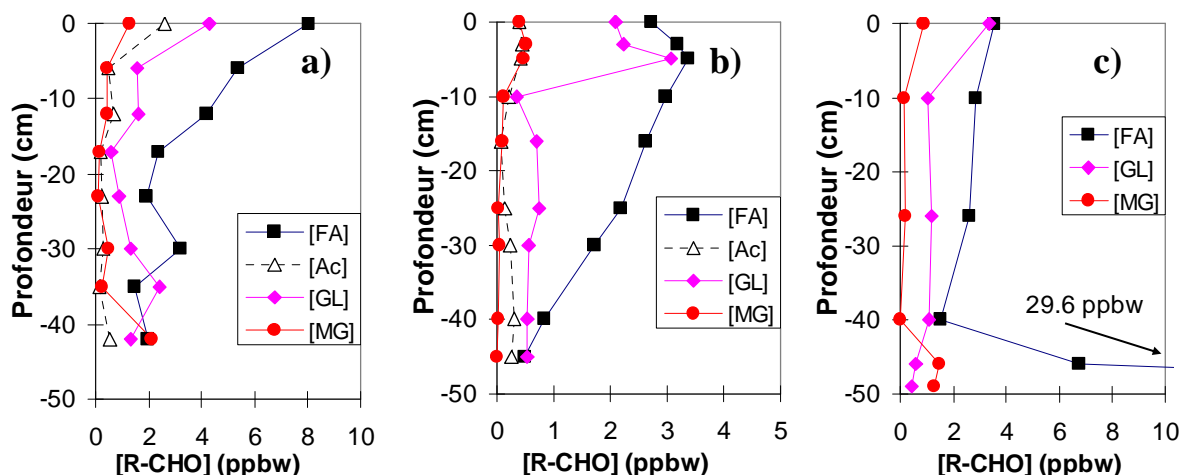 a)
Profondeur (cm)
0
-10
-20
-30
-40
-50
[FA]
[Ac]
[GL]
[MG]
0 2 4 6 8 10
[R-CHO] (ppbw)
b)
Profondeur (cm)
0
-10
-20
-30
-40
-50
[FA]
[Ac]
[GL]
[MG]
0 1 2 3 4 5
[R-CHO] (ppbw)
c)
Profondeur (cm)
0
-10
-20
-30
-40
-50
[FA]
[GL]
[MG]
29.6 ppbw
0 2 4 6 8 10
[R-CHO] (ppbw)